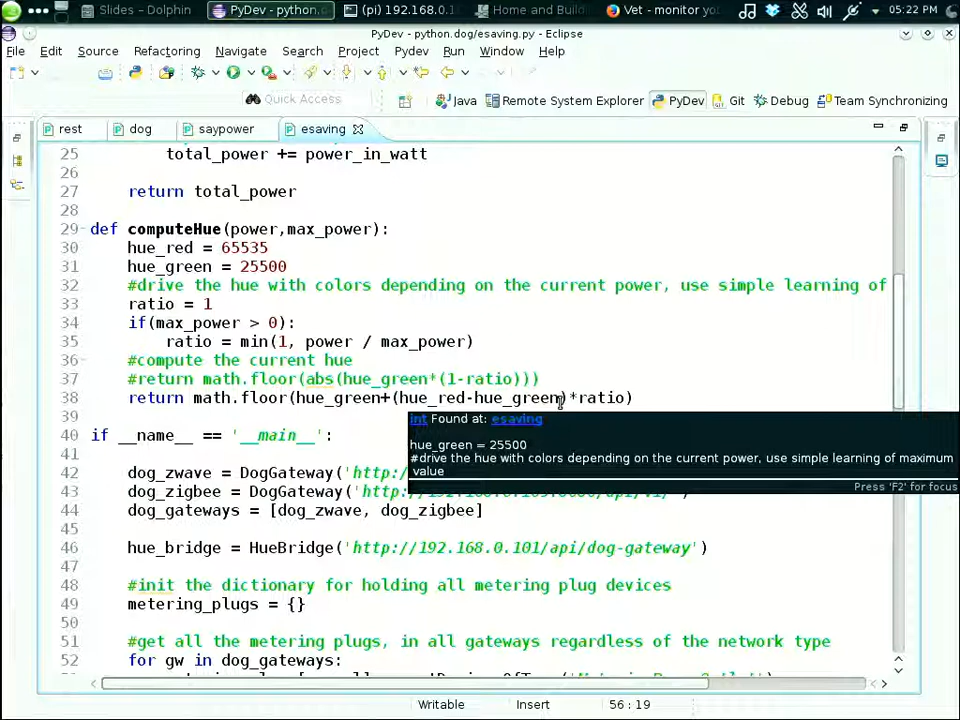 Slides – Dolphin
PyDev - python.
(pi) 192.168.0.1
Home and Build
Vet - monitor yo
05:22 PM
PyDev - python.dog/esaving.py - Eclipse
File Edit Source Refactoring Navigate Search Project Pydev Run Window Help
Quick Access
Java Remote System Explorer PyDev Git Debug Team Synchronizing
rest dog saypower esaving
25 total_power += power_in_watt
26
27 return total_power
28
29 def computeHue(power,max_power):
30 hue_red = 65535
31 hue_green = 25500
32 #drive the hue with colors depending on the current power, use simple learning of
33 ratio = 1
34 if(max_power > 0):
35 ratio = min(1, power / max_power)
36 #compute the current hue
37 #return math.floor(abs(hue_green*(1-ratio)))
38 return math.floor(hue_green+(hue_red-hue_green)*ratio)
39
int Found at: esaving
hue_green = 25500
#drive the hue with colors depending on the current power, use simple learning of maximum
value
Press 'F2' for focus
40 if __name__ == '__main__':
41
42 dog_zwave = DogGateway('http:/
43 dog_zigbee = DogGateway('http:
44 dog_gateways = [dog_zwave, dog_zigbee]
45
46 hue_bridge = HueBridge('http://192.168.0.101/api/dog-gateway')
47
48 #init the dictionary for holding all metering plug devices
49 metering_plugs = {}
50
51 #get all the metering plugs, in all gateways regardless of the network type
52 for gw in dog_gateways:
Writable Insert 56 : 19